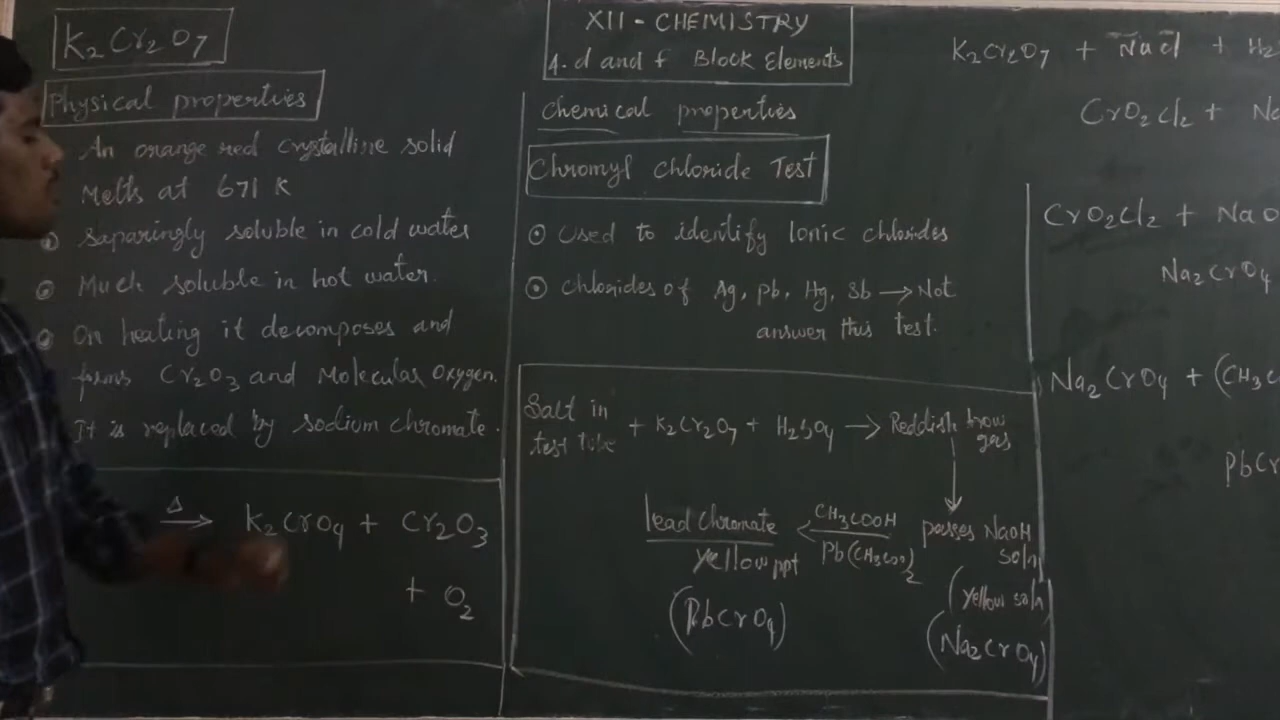 K₂Cr₂O₇
Physical properties
An orange red crystalline solid
Melts at 671 K
Saparingly soluble in cold water
Much soluble in hot water.
On heating it decomposes and
forms Cr₂O₃ and Molecular Oxygen.
It is replaced by sodium chromate.
Δ
→ K₂CrO₄ + Cr₂O₃
+ O₂
XII - CHEMISTRY
4. d and f Block Elements
Chemical properties
Chromyl Chloride Test
Used to identify Ionic chlorides
Chlorides of Ag, Pb, Hg, Sb → Not
answer this test.
Salt in
test tube + K₂Cr₂O₇ + H₂SO₄ → Reddish brow
gas
passes NaOH
soln
(yellow soln)
(Na₂CrO₄)
CH₃COOH
Pb(CH₃COO)₂
lead chromate
yellow ppt
(PbCrO₄)
K₂Cr₂O₇ + NaCl + H₂
CrO₂Cl₂ + Na
CrO₂Cl₂ + NaO
Na₂CrO₄
Na₂CrO₄ + (CH₃C
PbCr